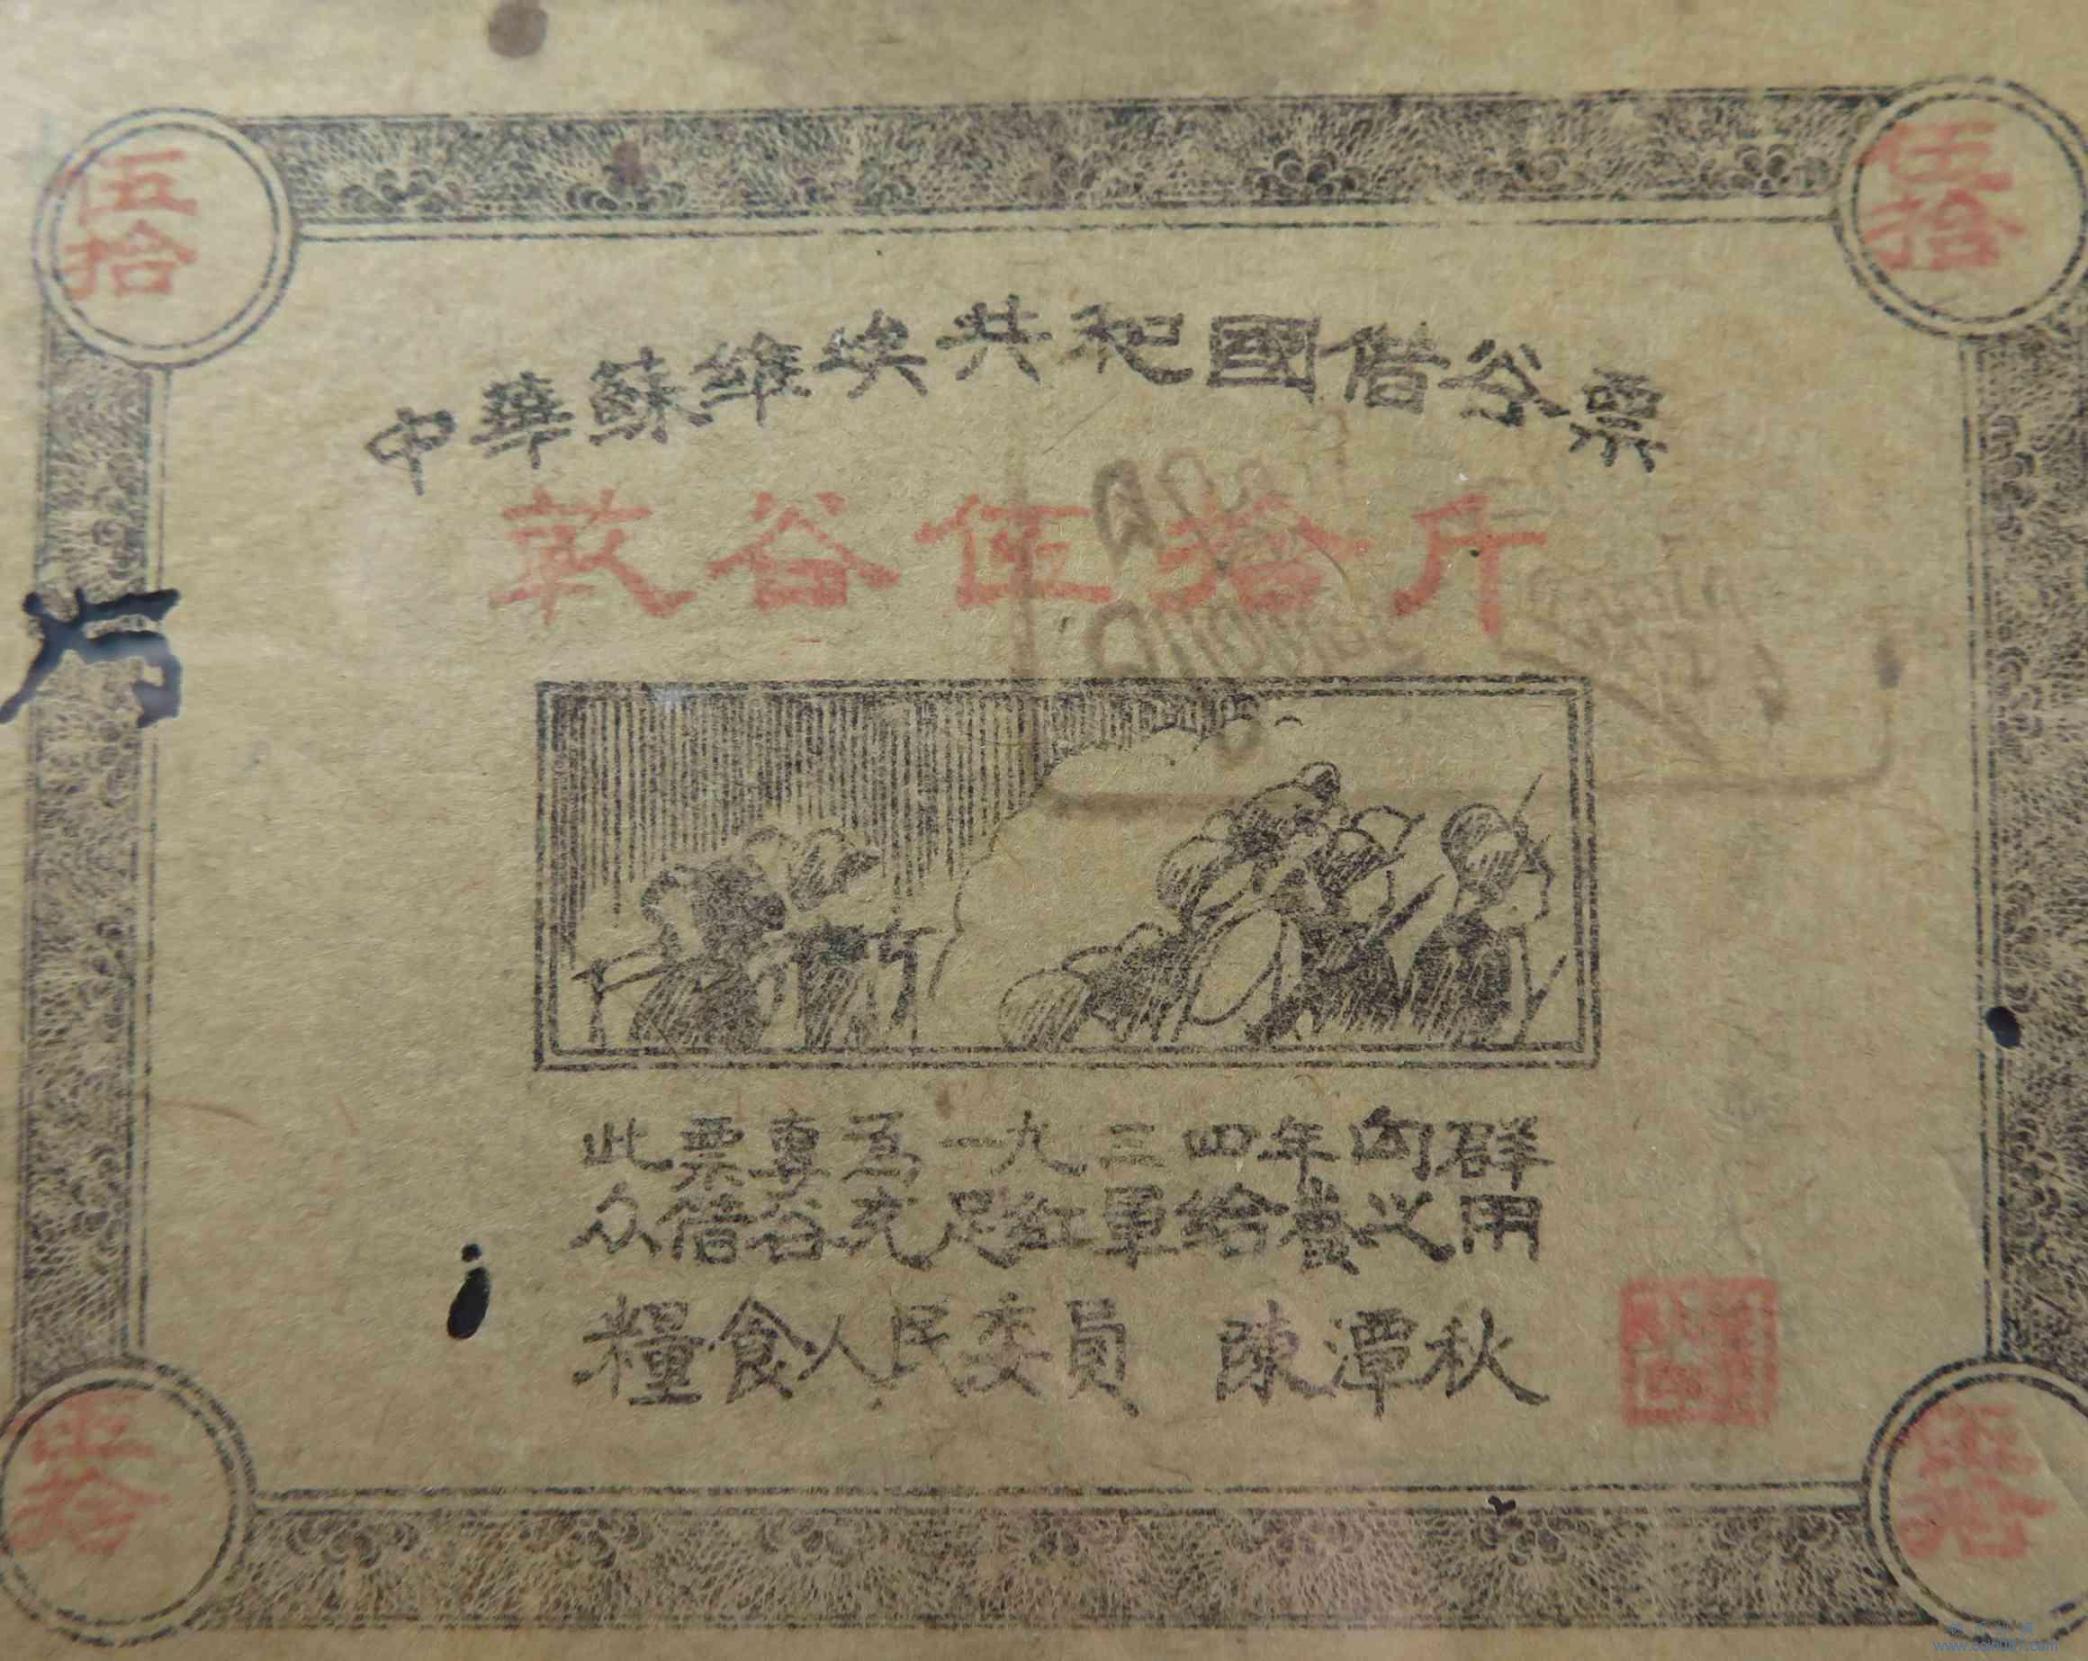 伍拾
伍拾
中華蘇維埃共和國借谷票
乾谷伍拾斤
此票專為一九三四年向群
众借谷充足紅軍給養之用
糧食人民委員 陳潭秋
伍拾
伍拾